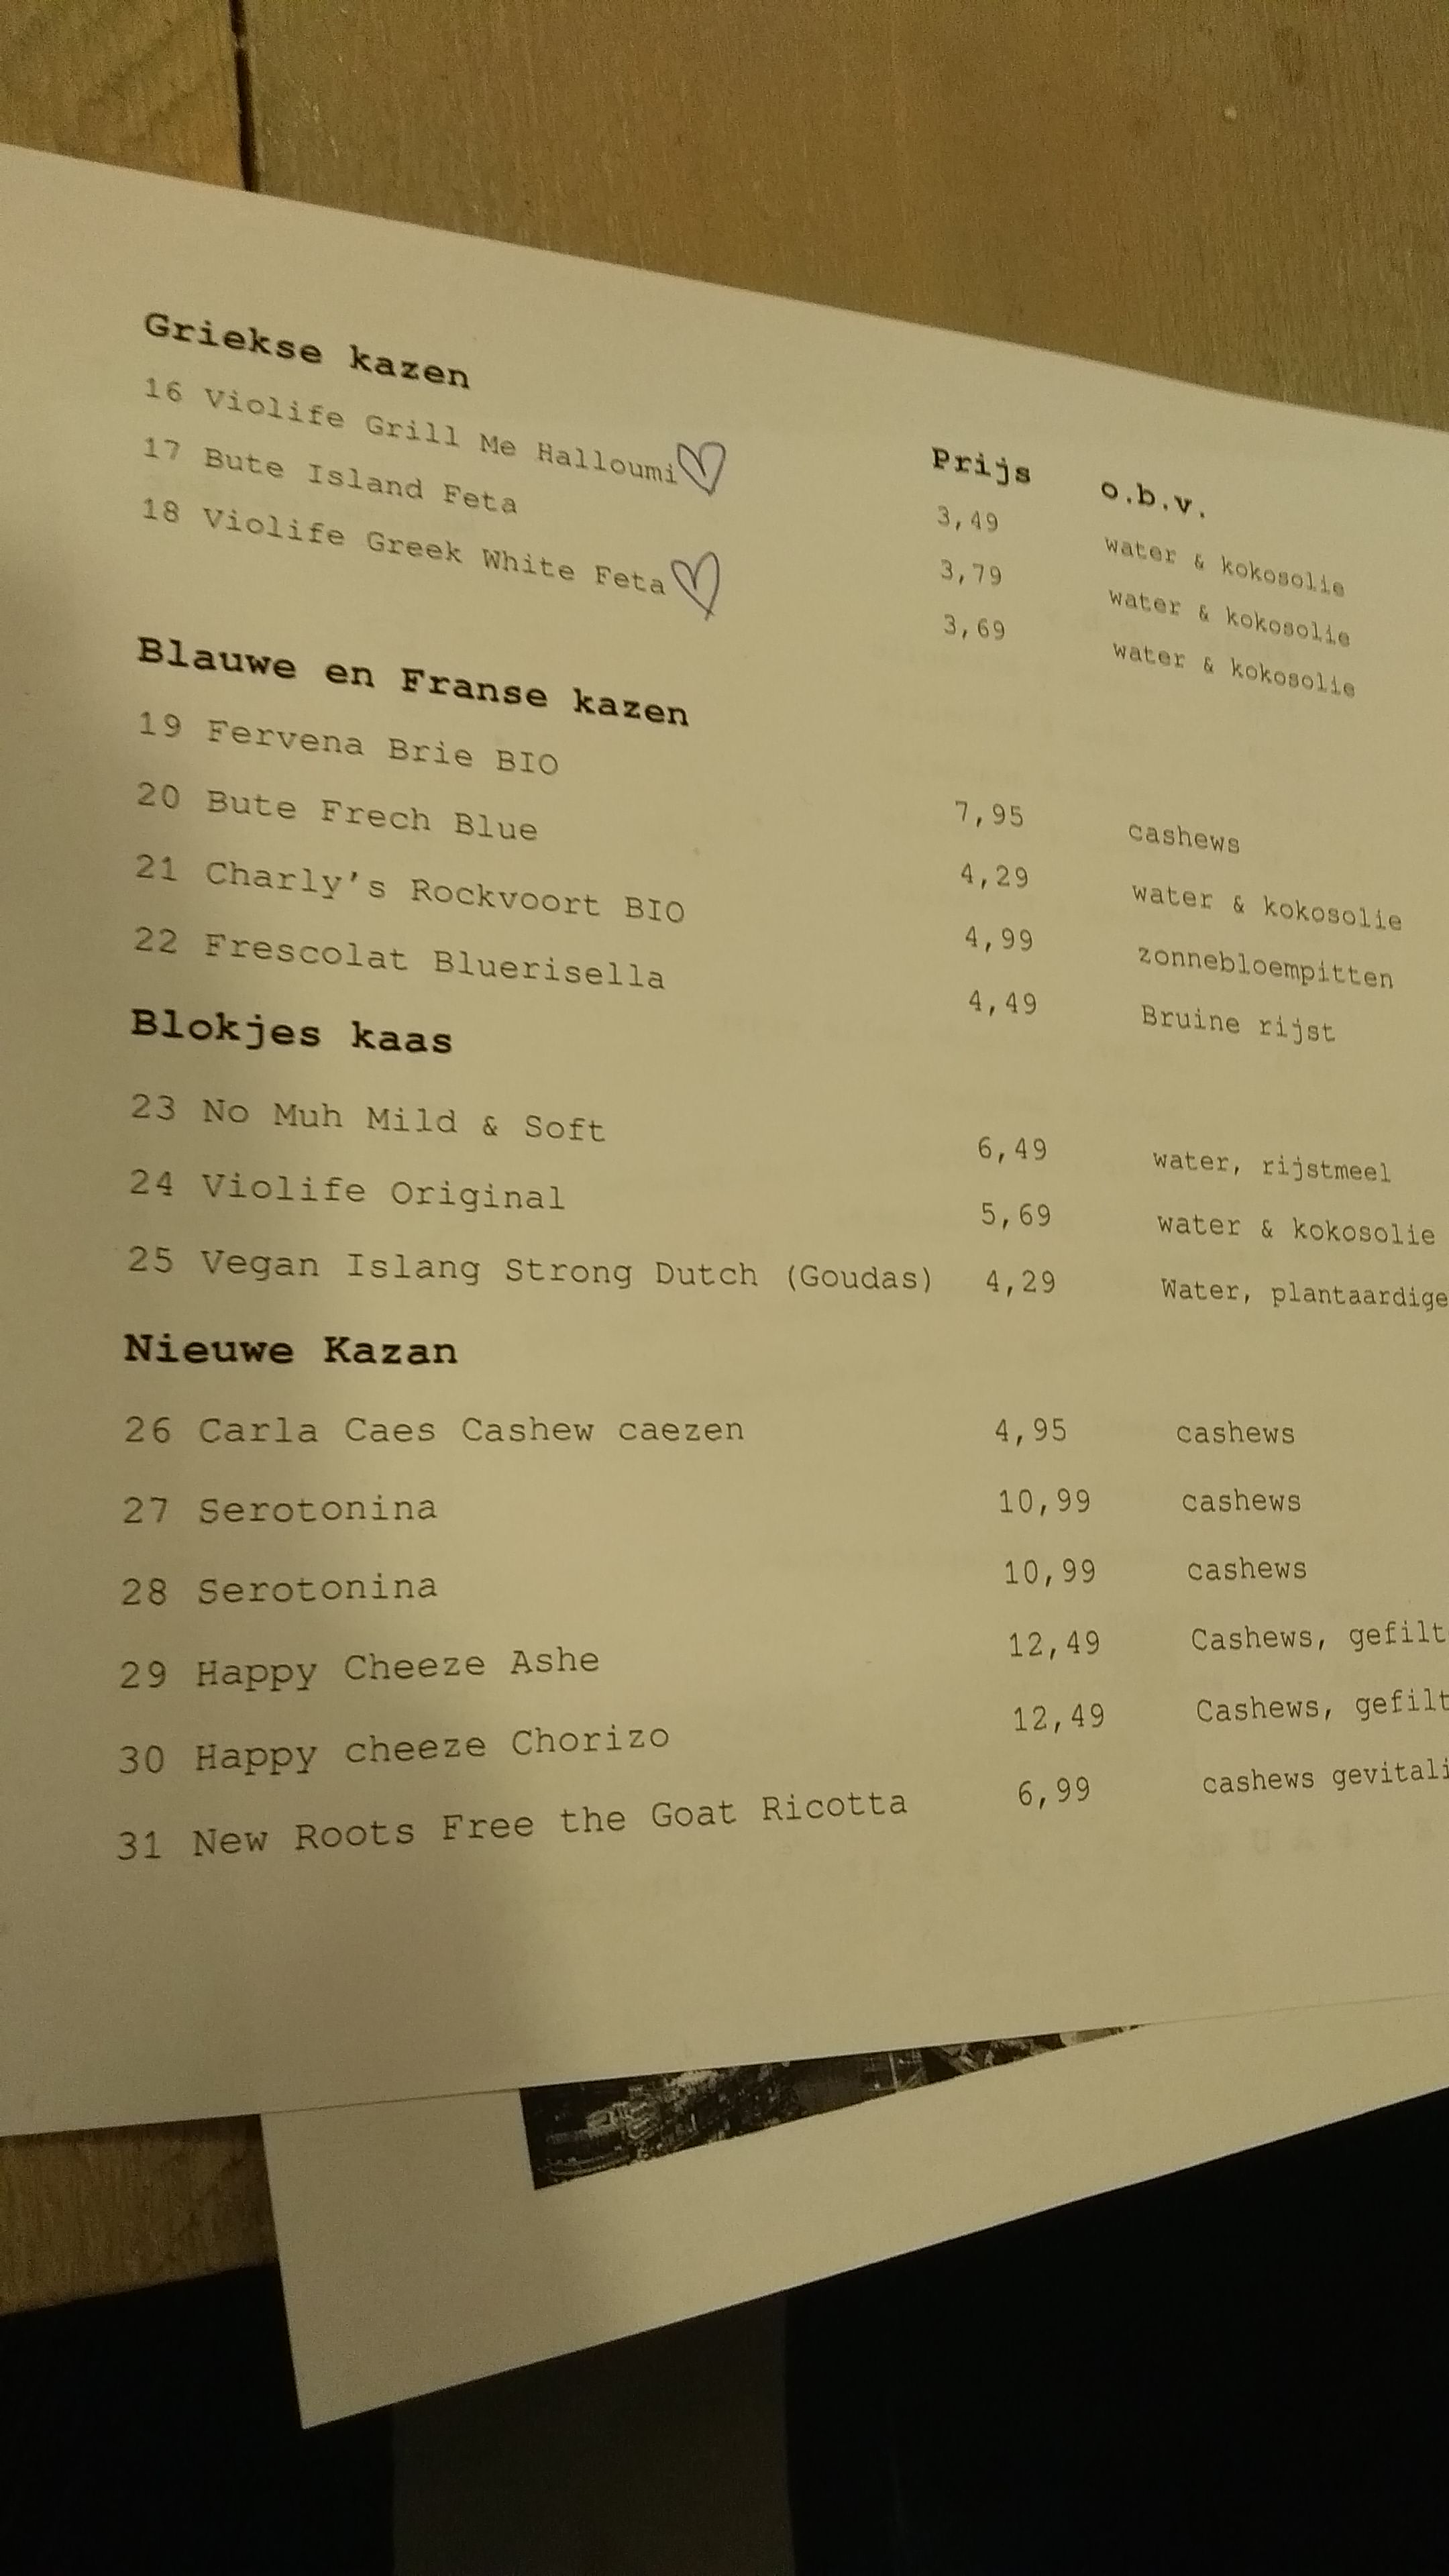 Griekse kazen Prijs o.b.v.
16 Violife Grill Me Halloumi 3,49 water & kokosolie
17 Bute Island Feta 3,79 water & kokosolie
18 Violife Greek White Feta 3,69 water & kokosolie
Blauwe en Franse kazen
19 Fervena Brie BIO 7,95 cashews
20 Bute Frech Blue 4,29 water & kokosolie
21 Charly's Rockvoort BIO 4,99 zonnebloempitten
22 Frescolat Bluerisella 4,49 Bruine rijst
Blokjes kaas
23 No Muh Mild & Soft 6,49 water, rijstmeel
24 Violife Original 5,69 water & kokosolie
25 Vegan Islang Strong Dutch (Goudas) 4,29 Water, plantaardige
Nieuwe Kazan
26 Carla Caes Cashew caezen 4,95 cashews
27 Serotonina 10,99 cashews
28 Serotonina 10,99 cashews
29 Happy Cheeze Ashe 12,49 Cashews, gefilt
30 Happy cheeze Chorizo 12,49 Cashews, gefilt
31 New Roots Free the Goat Ricotta 6,99 cashews gevitali